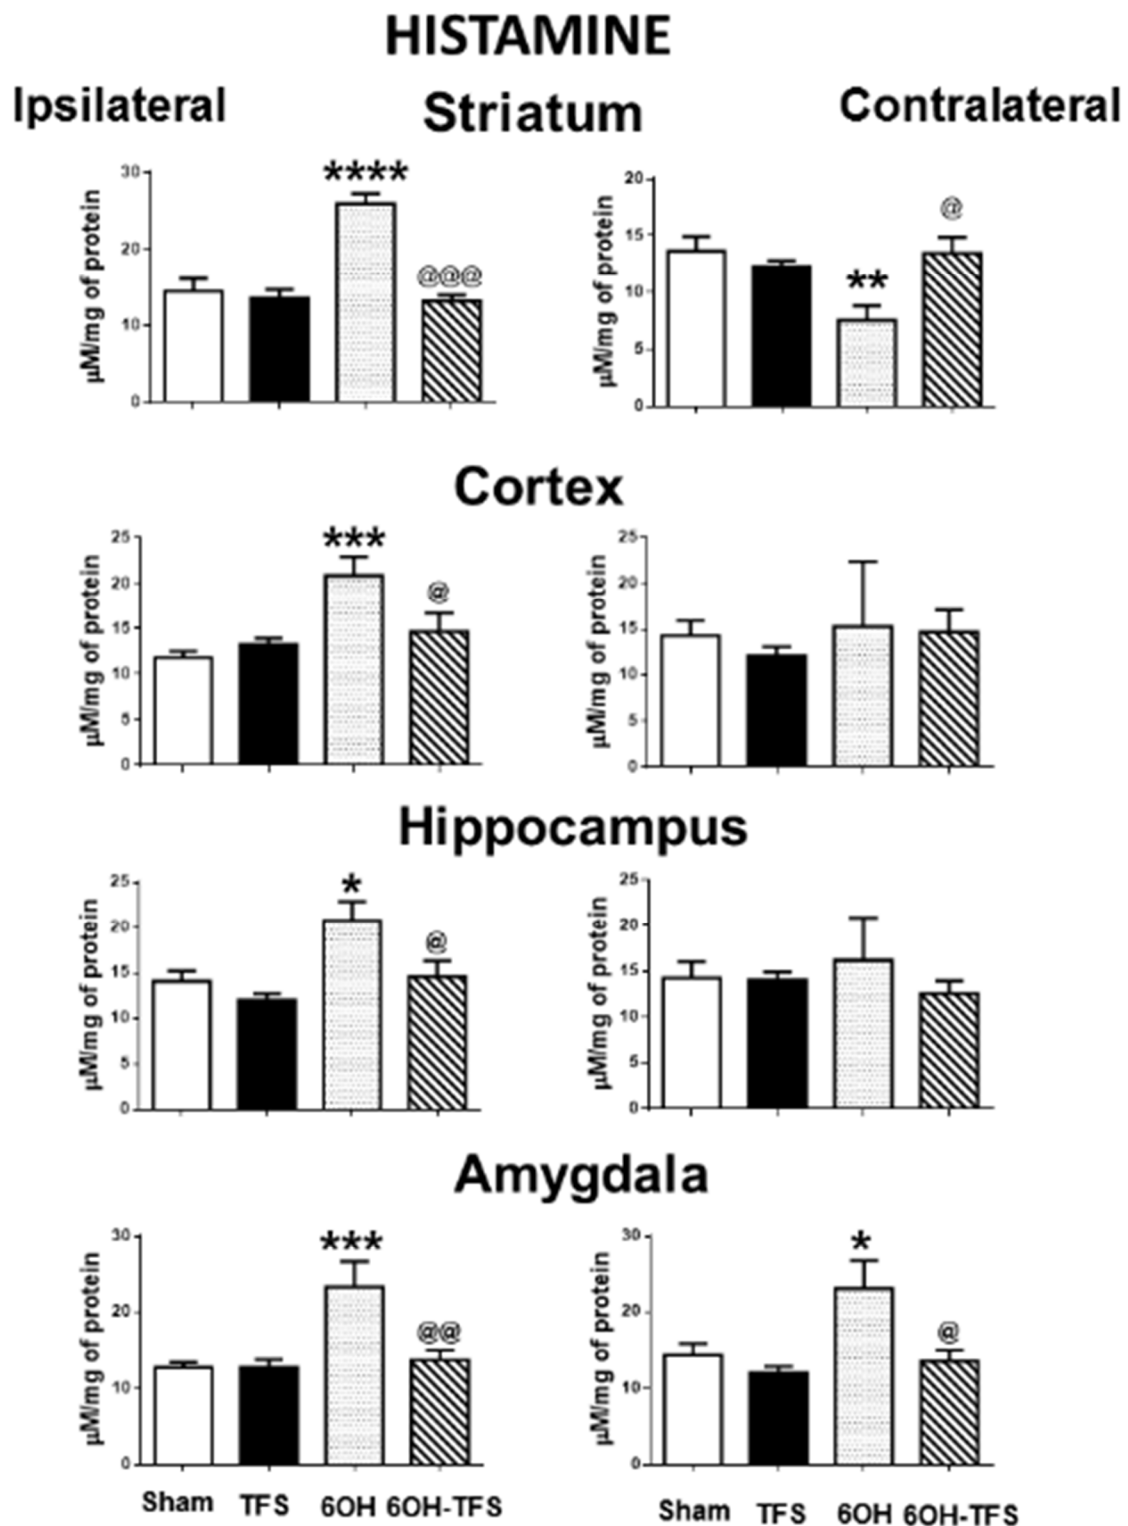 HISTAMINE
Ipsilateral Striatum Contralateral
30 20 10 0
µM/mg of protein
**** @@@
20 15 10 5 0
µM/mg of protein
** @
Cortex
25 20 15 10 5 0
µM/mg of protein
*** @
25 20 15 10 5 0
µM/mg of protein
Hippocampus
25 20 15 10 5 0
µM/mg of protein
* @
25 20 15 10 5 0
µM/mg of protein
Amygdala
30 20 10 0
µM/mg of protein
*** @@
Sham TFS 6OH 6OH-TFS
30 20 10 0
µM/mg of protein
* @
Sham TFS 6OH 6OH-TFS